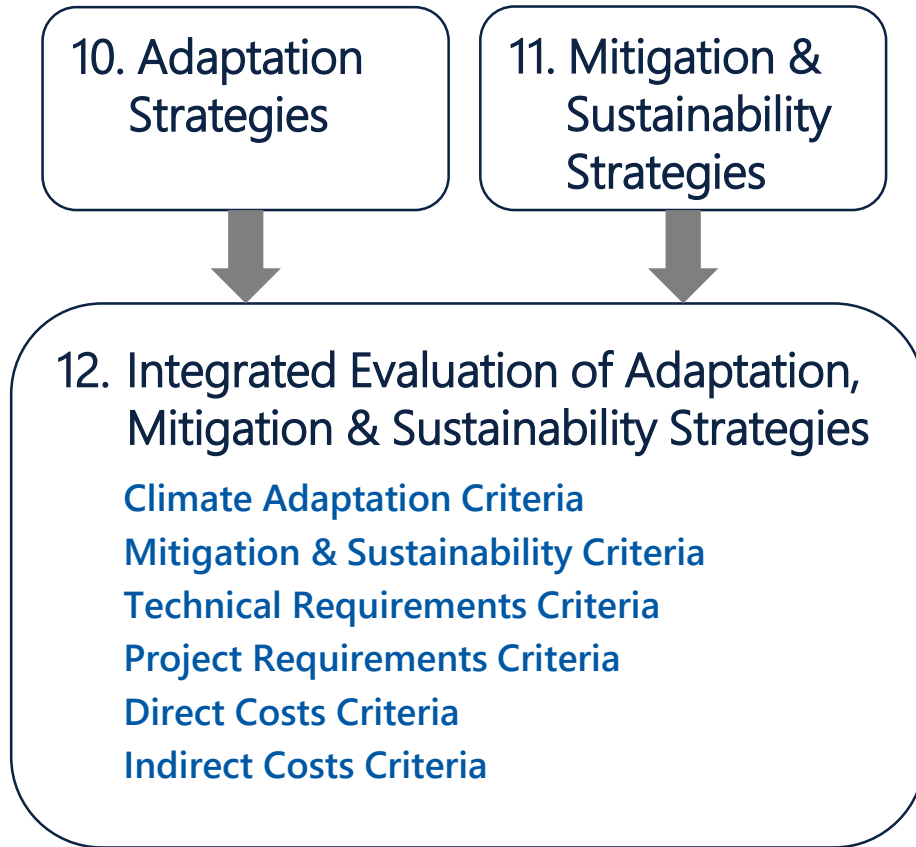 10. Adaptation
Strategies
11. Mitigation &
Sustainability
Strategies
12. Integrated Evaluation of Adaptation,
Mitigation & Sustainability Strategies
Climate Adaptation Criteria
Mitigation & Sustainability Criteria
Technical Requirements Criteria
Project Requirements Criteria
Direct Costs Criteria
Indirect Costs Criteria